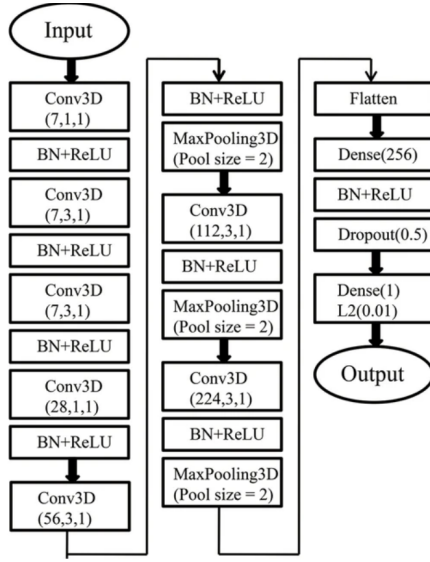 Input
Conv3D
(7,1,1)
BN+ReLU
Conv3D
(7,3,1)
BN+ReLU
Conv3D
(7,3,1)
BN+ReLU
Conv3D
(28,1,1)
BN+ReLU
Conv3D
(56,3,1)
BN+ReLU
MaxPooling3D
(Pool size = 2)
Conv3D
(112,3,1)
BN+ReLU
MaxPooling3D
(Pool size = 2)
Conv3D
(224,3,1)
BN+ReLU
MaxPooling3D
(Pool size = 2)
Flatten
Dense(256)
BN+ReLU
Dropout(0.5)
Dense(1)
L2(0.01)
Output